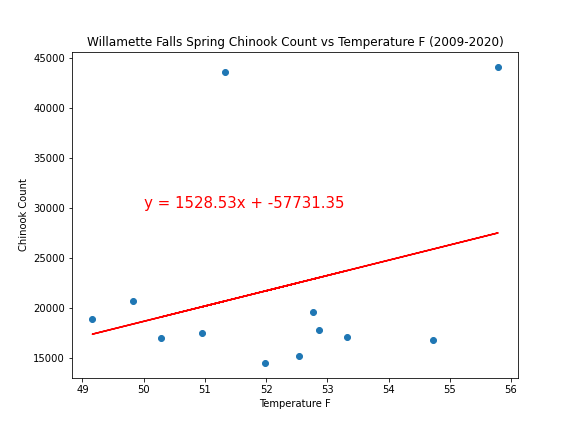 Willamette Falls Spring Chinook Count vs Temperature F (2009-2020)
45000
40000
35000
30000
25000
20000
15000
Chinook Count
y = 1528.53x + -57731.35
49 50 51 52 53 54 55 56
Temperature F